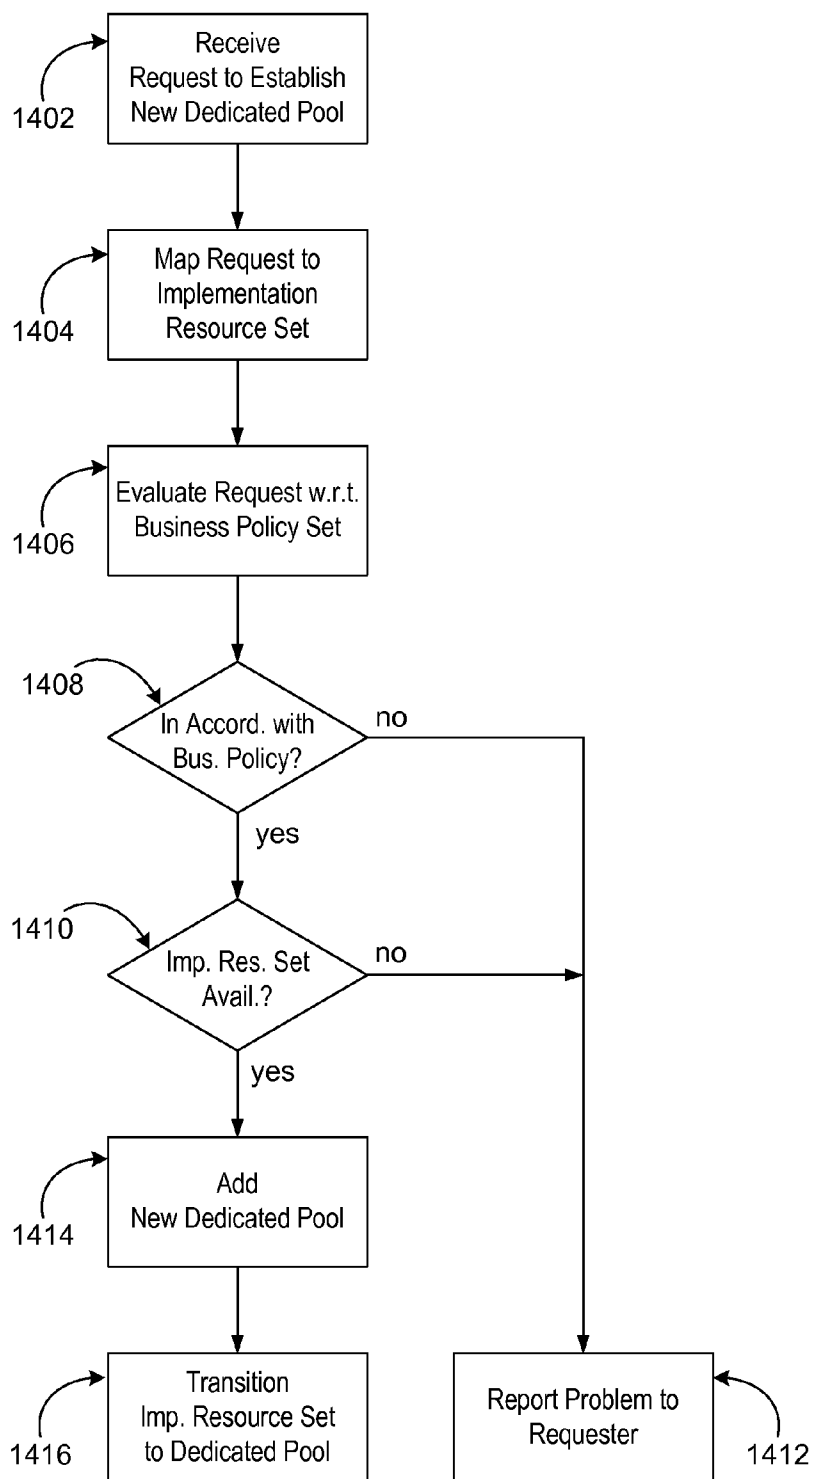 Receive
Request to Establish
New Dedicated Pool
1402
Map Request to
Implementation
Resource Set
1404
Evaluate Request w.r.t.
Business Policy Set
1406
1408
In Accord. with
Bus. Policy?
no
yes
1410
Imp. Res. Set
Avail.?
no
yes
Add
New Dedicated Pool
1414
Transition
Imp. Resource Set
to Dedicated Pool
1416
Report Problem to
Requester
1412